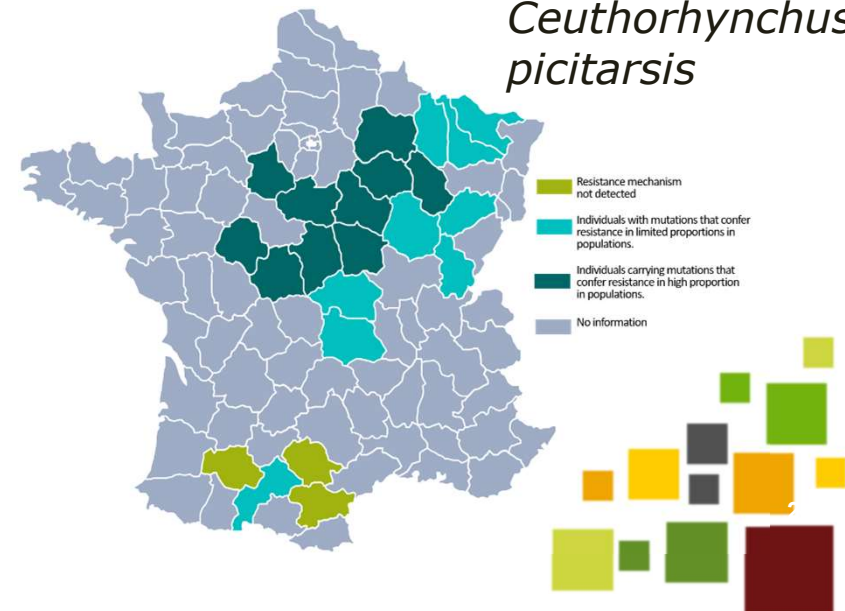 Ceuthorhynchus
picitarsis
Resistance mechanism
not detected
Individuals with mutations that confer
resistance in limited proportions in
populations.
Individuals carrying mutations that
confer resistance in high proportion
in populations.
No information